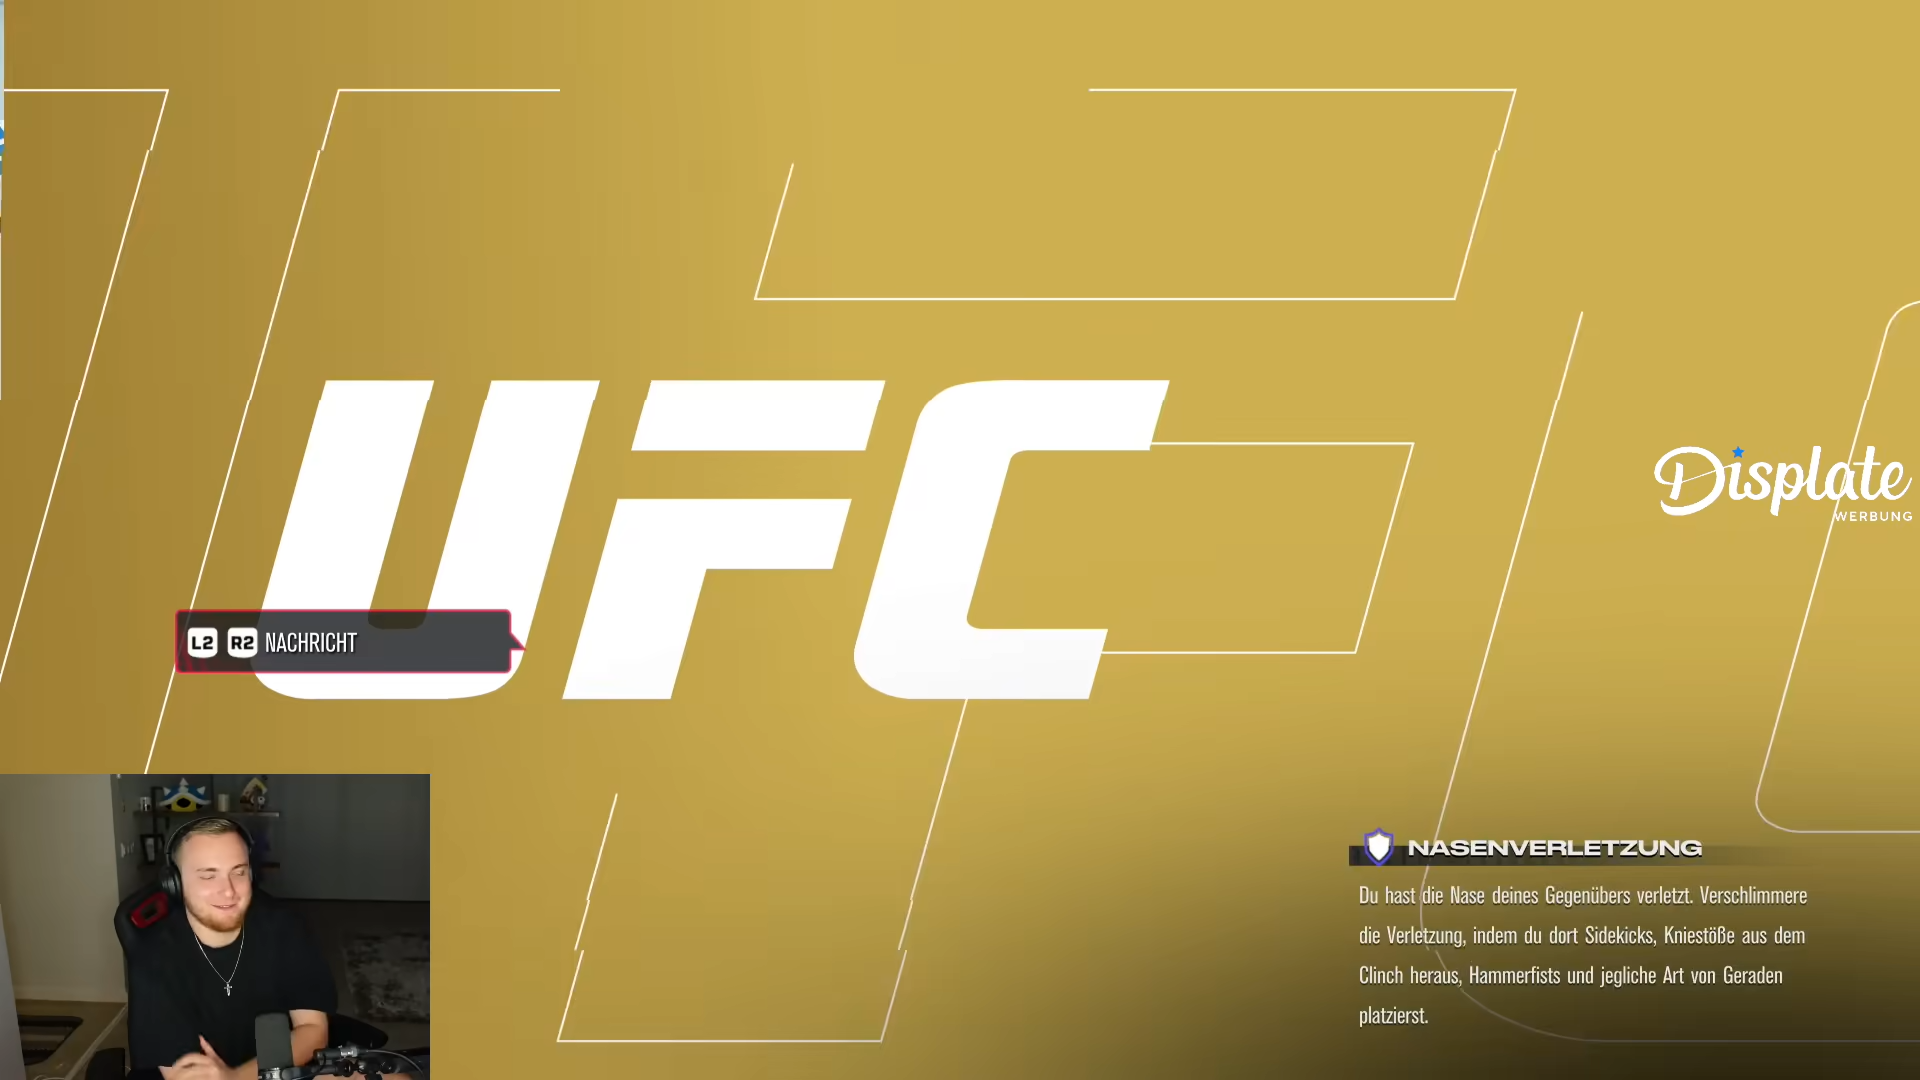 UFC
Displate
WERBUNG
L2 R2 NACHRICHT
NASENVERLETZUNG
Du hast die Nase deines Gegenübers verletzt. Verschlimmere
die Verletzung, indem du dort Sidekicks, Kniestöße aus dem
Clinch heraus, Hammerfists und jegliche Art von Geraden
platzierst.